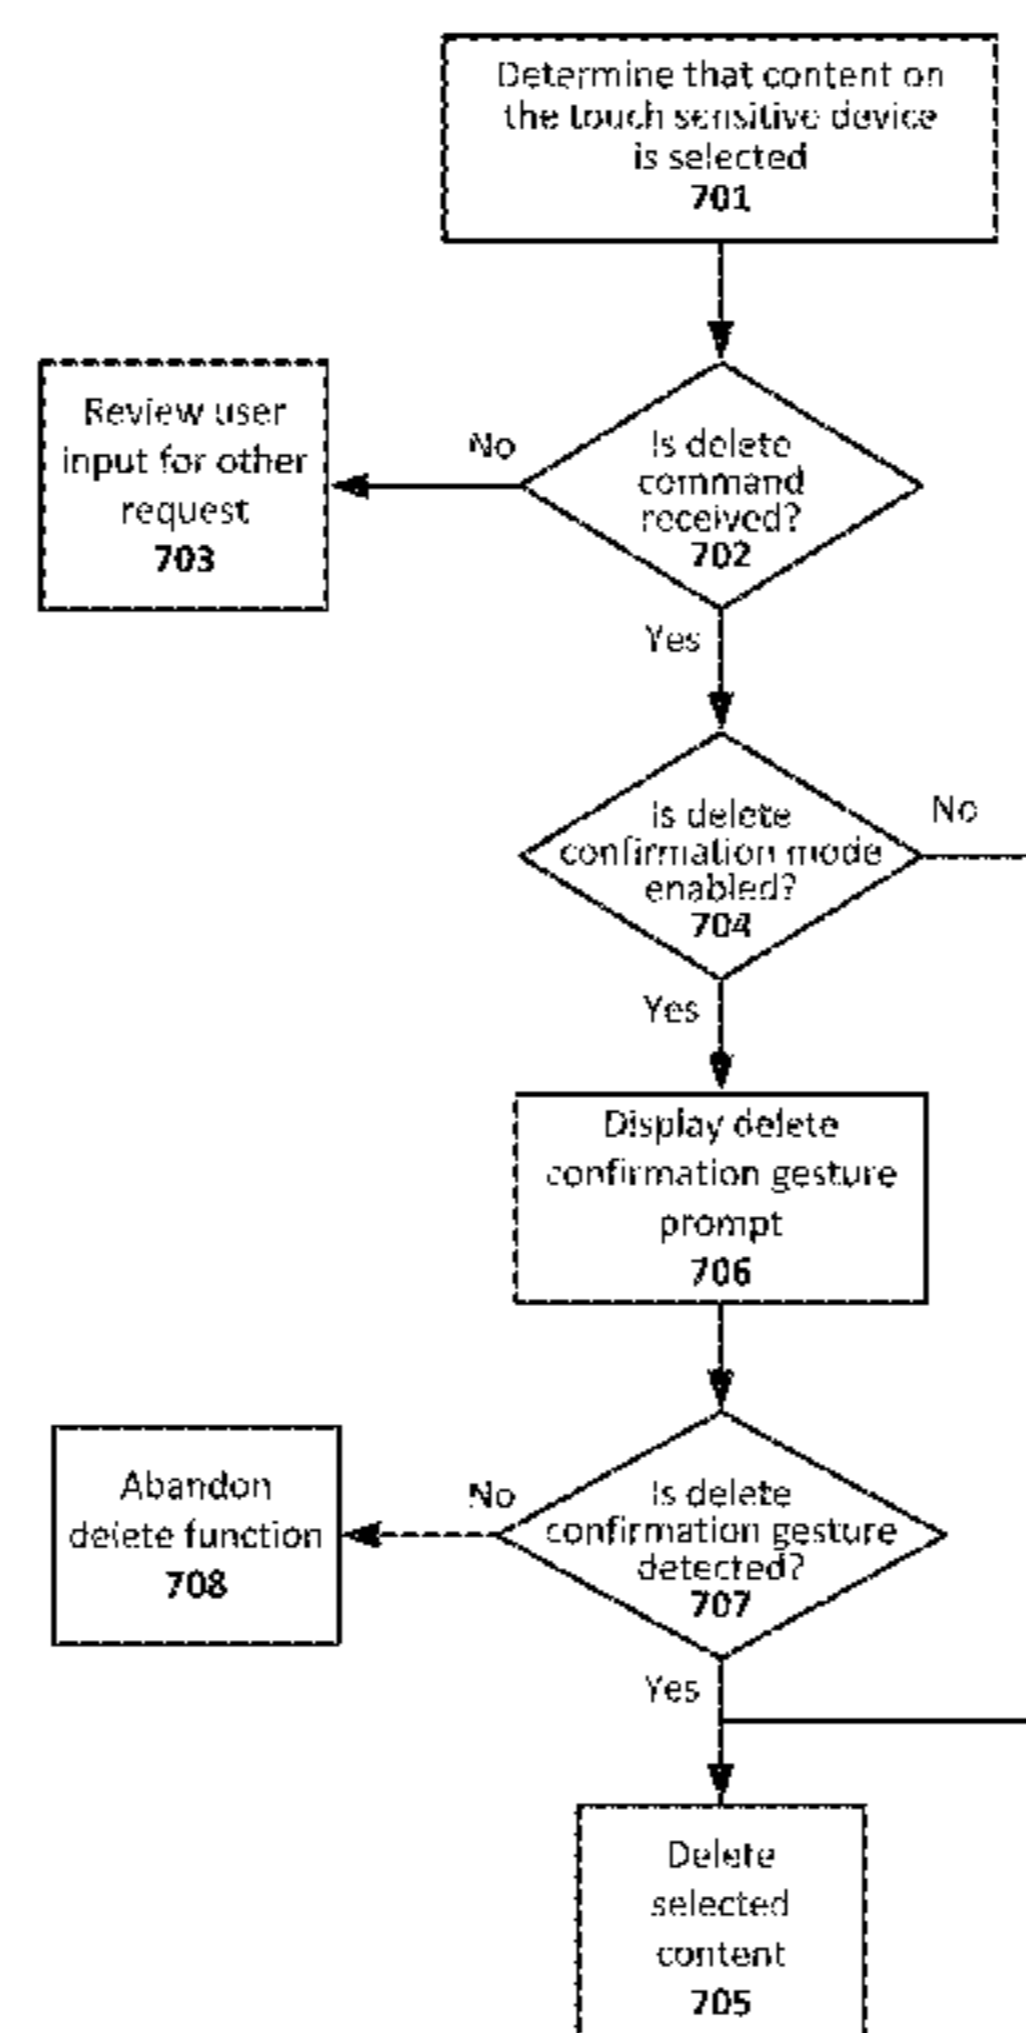 Determine that content on
the touch sensitive device
is selected
701
Review user
input for other
request
703
No
Is delete
command
received?
702
Yes
Is delete
confirmation mode
enabled?
704
No
Yes
Display delete
confirmation gesture
prompt
706
Abandon
delete function
708
No
Is delete
confirmation gesture
detected?
707
Yes
Delete
selected
content
705